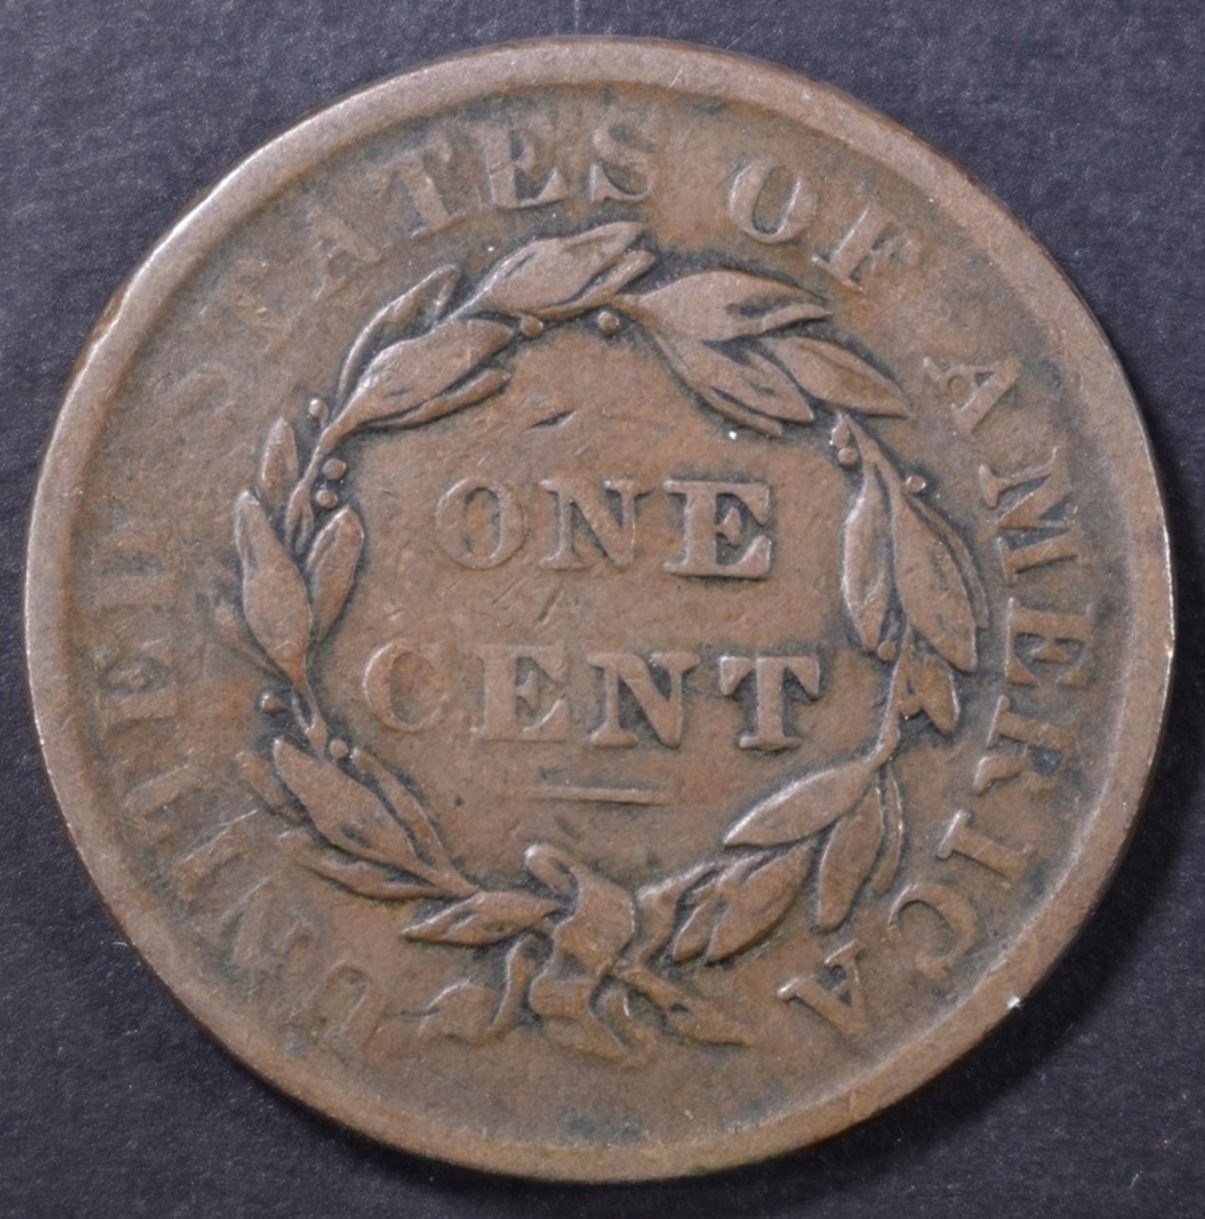 UNITED STATES OF AMERICA
ONE
CENT